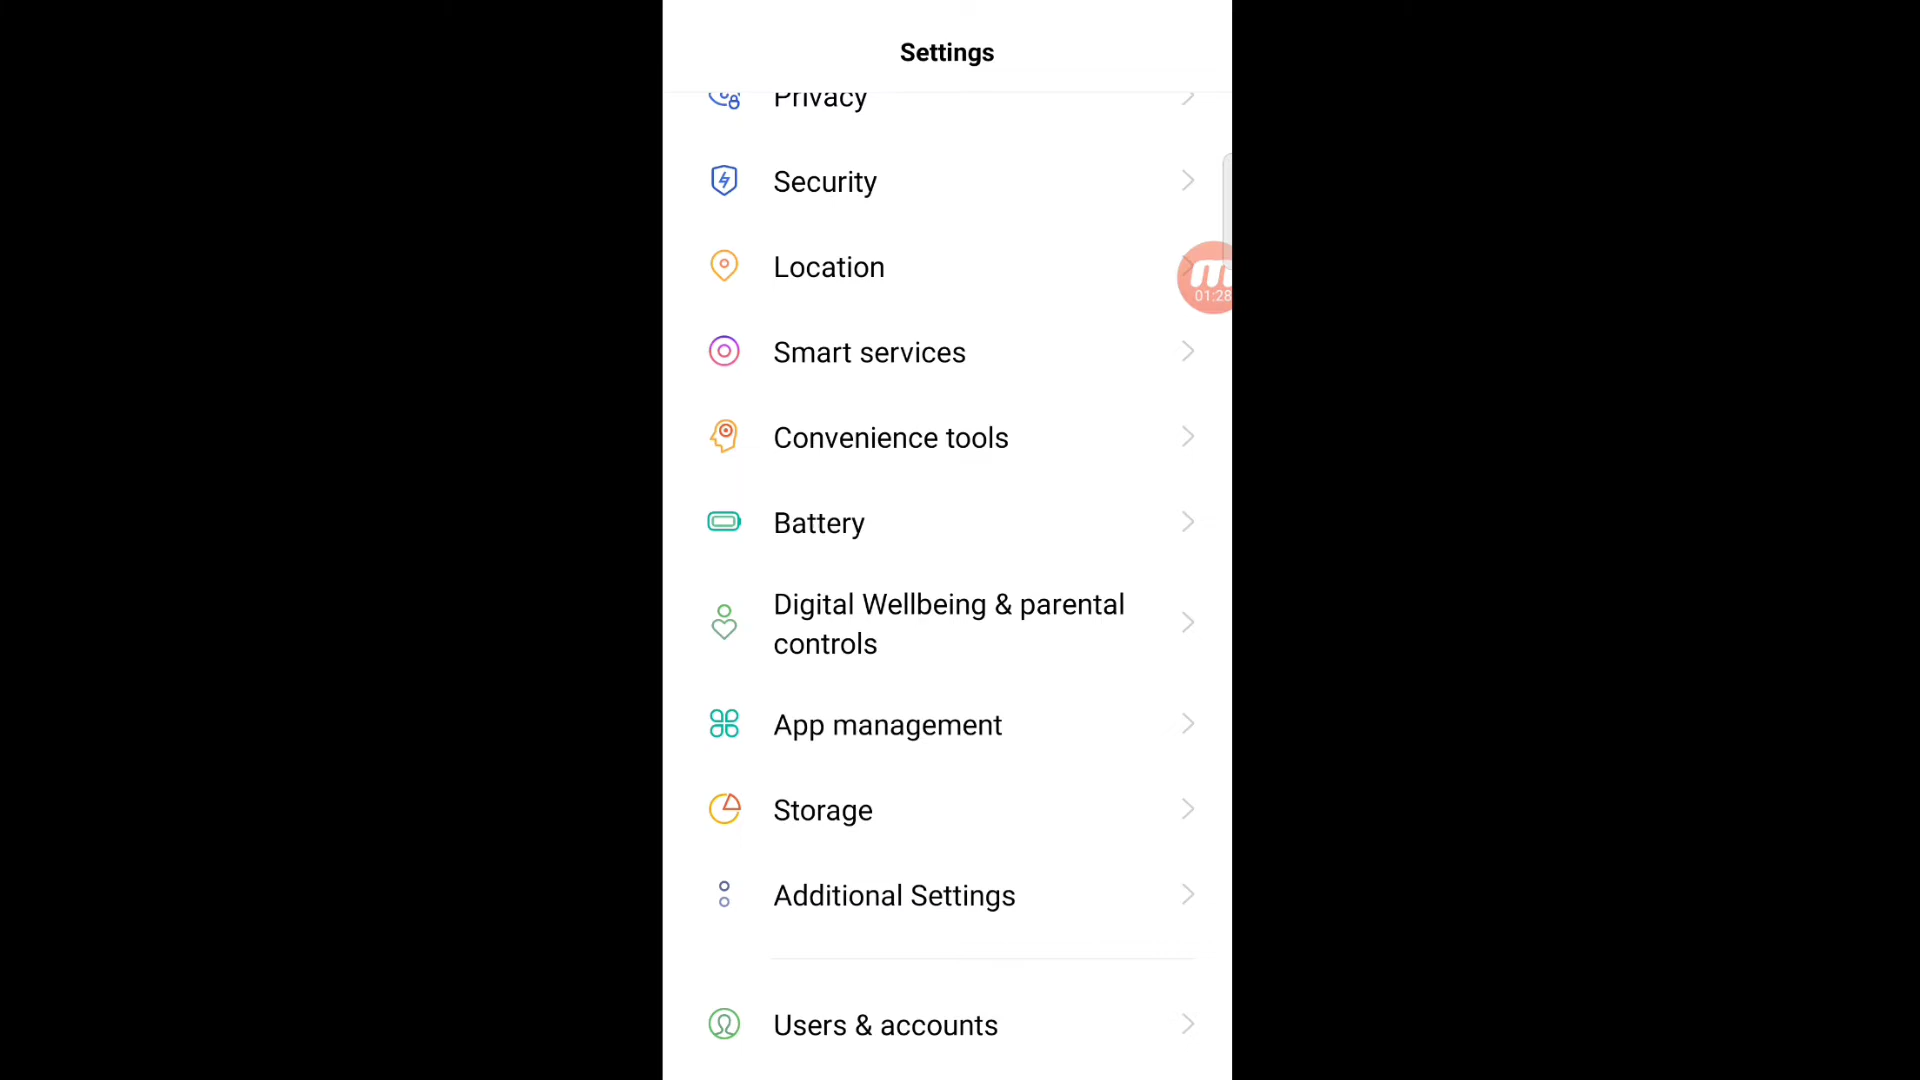 Settings
Privacy
Security
Location
01:28
Smart services
Convenience tools
Battery
Digital Wellbeing & parental
controls
App management
Storage
Additional Settings
Users & accounts